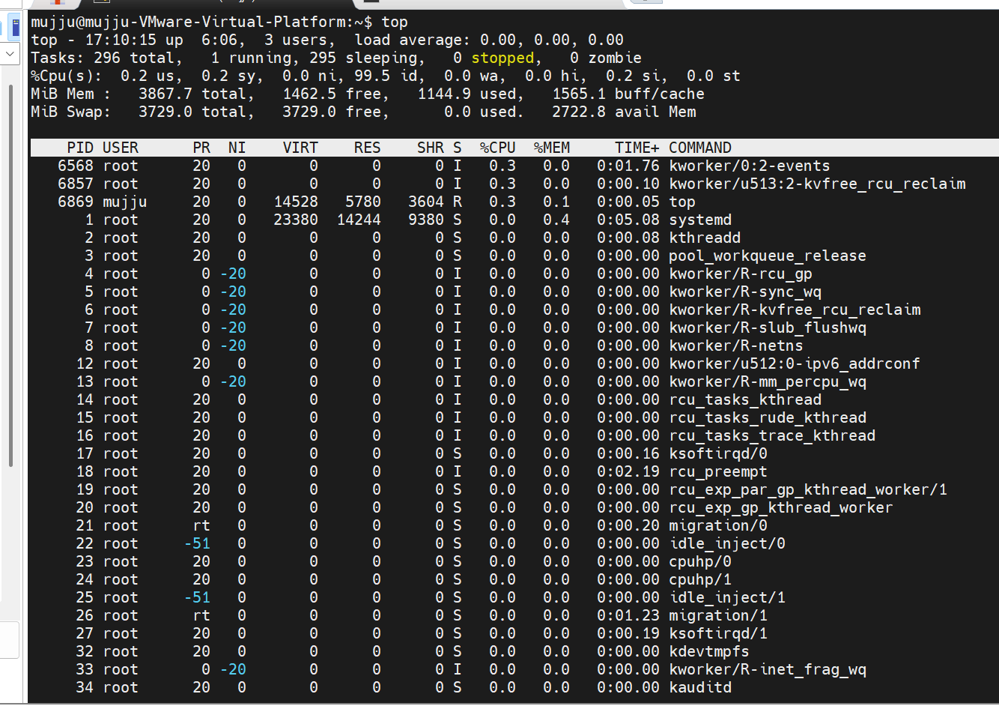 mujju@mujju-VMware-Virtual-Platform:~$ top
top - 17:10:15 up  6:06,  3 users,  load average: 0.00, 0.00, 0.00
Tasks: 296 total,   1 running, 295 sleeping,   0 stopped,   0 zombie
%Cpu(s):  0.2 us,  0.2 sy,  0.0 ni, 99.5 id,  0.0 wa,  0.0 hi,  0.2 si,  0.0 st
MiB Mem :   3867.7 total,   1462.5 free,   1144.9 used,   1565.1 buff/cache
MiB Swap:   3729.0 total,   3729.0 free,      0.0 used.   2722.8 avail Mem
PID USER      PR  NI    VIRT    RES    SHR S  %CPU  %MEM     TIME+ COMMAND
6568 root      20   0       0      0      0 I   0.3   0.0   0:01.76 kworker/0:2-events
6857 root      20   0       0      0      0 I   0.3   0.0   0:00.10 kworker/u513:2-kvfree_rcu_reclaim
6869 mujju     20   0   14528   5780   3604 R   0.3   0.1   0:00.05 top
1 root      20   0   23380  14244   9380 S   0.0   0.4   0:05.08 systemd
2 root      20   0       0      0      0 S   0.0   0.0   0:00.08 kthreadd
3 root      20   0       0      0      0 S   0.0   0.0   0:00.00 pool_workqueue_release
4 root       0 -20       0      0      0 I   0.0   0.0   0:00.00 kworker/R-rcu_gp
5 root       0 -20       0      0      0 I   0.0   0.0   0:00.00 kworker/R-sync_wq
6 root       0 -20       0      0      0 I   0.0   0.0   0:00.00 kworker/R-kvfree_rcu_reclaim
7 root       0 -20       0      0      0 I   0.0   0.0   0:00.00 kworker/R-slub_flushwq
8 root       0 -20       0      0      0 I   0.0   0.0   0:00.00 kworker/R-netns
12 root      20   0       0      0      0 I   0.0   0.0   0:00.00 kworker/u512:0-ipv6_addrconf
13 root       0 -20       0      0      0 I   0.0   0.0   0:00.00 kworker/R-mm_percpu_wq
14 root      20   0       0      0      0 I   0.0   0.0   0:00.00 rcu_tasks_kthread
15 root      20   0       0      0      0 I   0.0   0.0   0:00.00 rcu_tasks_rude_kthread
16 root      20   0       0      0      0 I   0.0   0.0   0:00.00 rcu_tasks_trace_kthread
17 root      20   0       0      0      0 S   0.0   0.0   0:00.16 ksoftirqd/0
18 root      20   0       0      0      0 I   0.0   0.0   0:02.19 rcu_preempt
19 root      20   0       0      0      0 S   0.0   0.0   0:00.00 rcu_exp_par_gp_kthread_worker/1
20 root      20   0       0      0      0 S   0.0   0.0   0:00.00 rcu_exp_gp_kthread_worker
21 root      rt   0       0      0      0 S   0.0   0.0   0:00.20 migration/0
22 root     -51   0       0      0      0 S   0.0   0.0   0:00.00 idle_inject/0
23 root      20   0       0      0      0 S   0.0   0.0   0:00.00 cpuhp/0
24 root      20   0       0      0      0 S   0.0   0.0   0:00.00 cpuhp/1
25 root     -51   0       0      0      0 S   0.0   0.0   0:00.00 idle_inject/1
26 root      rt   0       0      0      0 S   0.0   0.0   0:01.23 migration/1
27 root      20   0       0      0      0 S   0.0   0.0   0:00.19 ksoftirqd/1
32 root      20   0       0      0      0 S   0.0   0.0   0:00.00 kdevtmpfs
33 root       0 -20       0      0      0 I   0.0   0.0   0:00.00 kworker/R-inet_frag_wq
34 root      20   0       0      0      0 S   0.0   0.0   0:00.00 kauditd